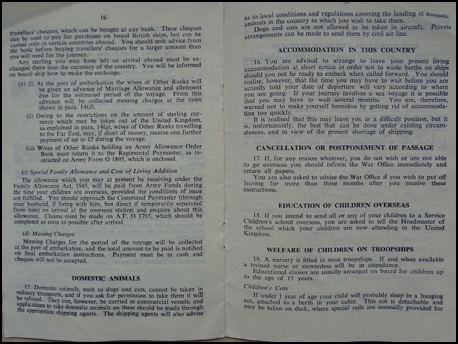 16
travellers' cheques, which can be bought at any bank. These cheques
can be used to pay for purchases on board British ships, but can be
cashed only in certain countries abroad. You should seek advice from
the bank before buying travellers' cheques for a larger amount than
you will need for the journey.
Any sterling you may have left on arrival abroad must be ex-
changed there into the currency of the country. You will be informed
on board ship how to make the exchange.
(b) (i) At the port of embarkation the wives of Other Ranks will
be given an advance of Marriage Allowance and allotment
due for the estimated period of the voyage. From this
advance will be collected messing charges at the rates
shown in para. 14(d).
(ii) Owing to the restrictions on the amount of sterling curr-
ency which may be taken out of the United Kingdom,
as explained in para. 14(a), wives of Other Ranks travelling
to the Far East, may, if short of money, receive one further
payment of up to £5 during the voyage.
(iii) Wives of Other Ranks holding an Army Allowance Order
Book must return it to the Regimental Paymaster, as in-
structed on Army Form O 1895, which is enclosed.
(c) Special Family Allowance and Cost of Living Addition
The allowance which you may at present be receiving under the
Family Allowance Act, 1945, will be paid from Army Funds during
the time your children are overseas, provided the conditions of issue
are fulfilled. You should approach the Command Paymaster (through
your husband, if living with him, but direct if temporarily separated
from him) on arrival at the overseas station and enquire about this
allowance. Claims must be made on A.F. O 1765, which should be
completed as soon as possible after arrival.
(d) Messing Charges
Messing Charges for the period of the voyage will be collected
at the port of embarkation, and the total amount to be paid is notified
on final embarkation instructions. Payment must be in cash and
cheques will not be accepted.
DOMESTIC ANIMALS
15. Domestic animals, such as dogs and cats, cannot be taken in
military transports, and if you ask for permission to take them it will
be refused. They can, however, be carried in commercial vessels, and
applications to take domestic animals on these should be made through
the appropriate shipping agents. The shipping agents will also advise
as to local conditions and regulations covering the landing of domestic
animals in the country to which you wish to take them.
Dogs and cats are not allowed to be taken in aircraft. Private
arrangements can be made to send them by civil air line.
ACCOMMODATION IN THIS COUNTRY
16. You are advised to arrange to leave your present living
accommodation at short notice in order not to waste berths on ships
should you not be ready to embark when called forward. You should
realise, however, that the time you may have to wait before you are
actually told your date of departure will vary according to where
you are going. If your journey involves a sea voyage it is possible
that you may have to wait several months. You are, therefore,
warned not to make yourself homeless by getting rid of accommoda-
tion too quickly.
It is realised that this may leave you in a difficult position, but it
is, unfortunately, the best that can be done under existing circum-
stances, and in view of the present shortage of shipping.
CANCELLATION OR POSTPONEMENT OF PASSAGE
17. If, for any reason whatever, you do not wish or are not able
to go overseas you should inform the War Office immediately and
return all papers.
You are also advised to advise the War Office if you wish to put off
leaving for more than three months after you receive these
instructions.
EDUCATION OF CHILDREN OVERSEAS
18. If you intend to send all or any of your children to a Service
Children's school overseas, you are asked to tell the Headmaster of
the school which your children are now attending in the United
Kingdom.
WELFARE OF CHILDREN ON TROOPSHIPS
19. A nursery is fitted in most troopships. If and when available
a trained nurse or stewardess will be in attendance.
Educational classes are usually arranged on board for children up
to the age of 15 years.
Children's Cots
If under 1 year of age your child will probably sleep in a hanging
cot, attached to a berth in your cabin. This cot is detachable and
may be taken on deck, where special rails are normally provided for